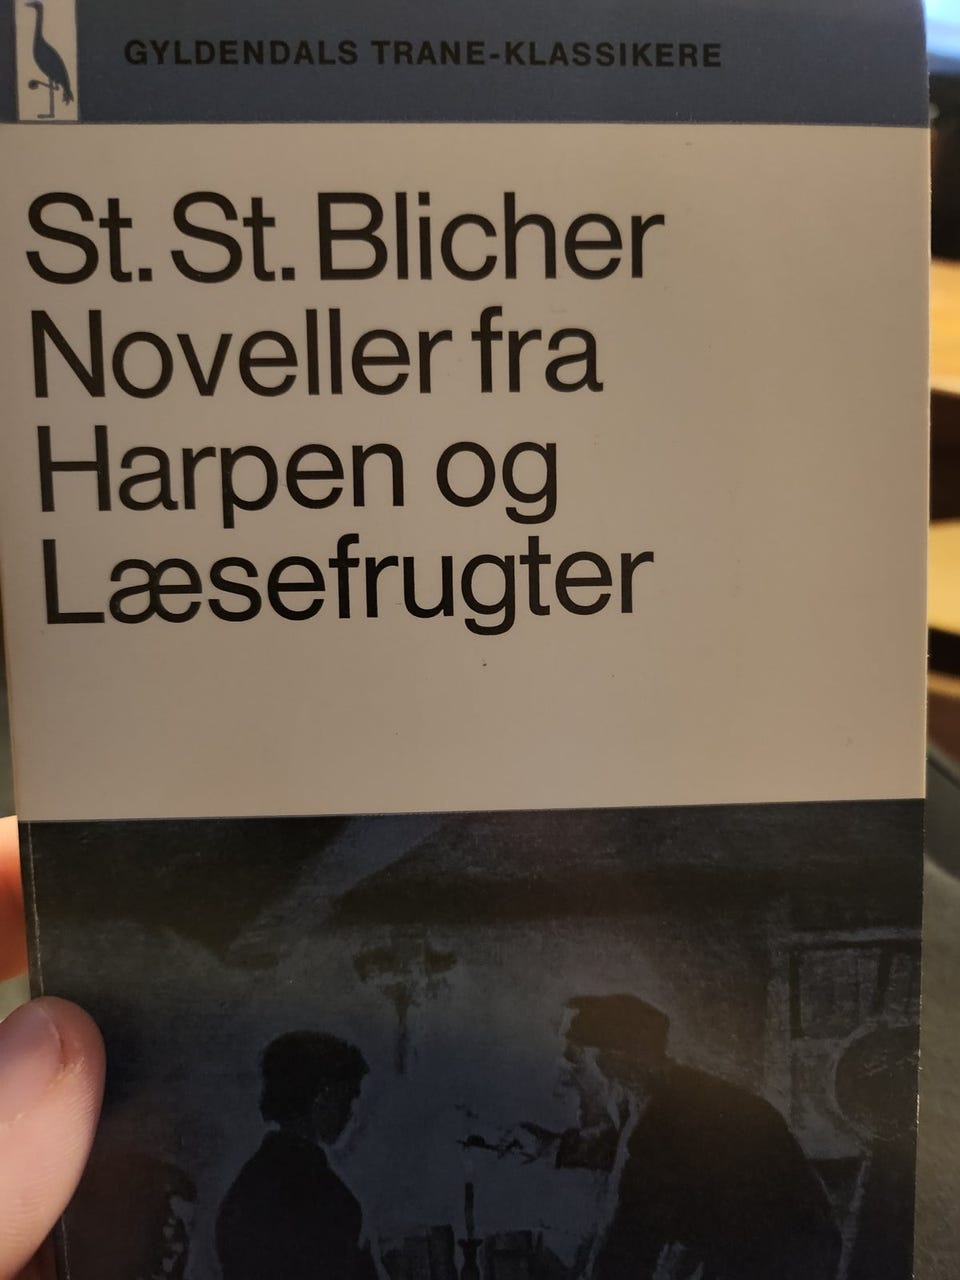 GYLDENDALS TRANE-KLASSIKERE
St. St. Blicher
Noveller fra
Harpen og
Læsefrugter